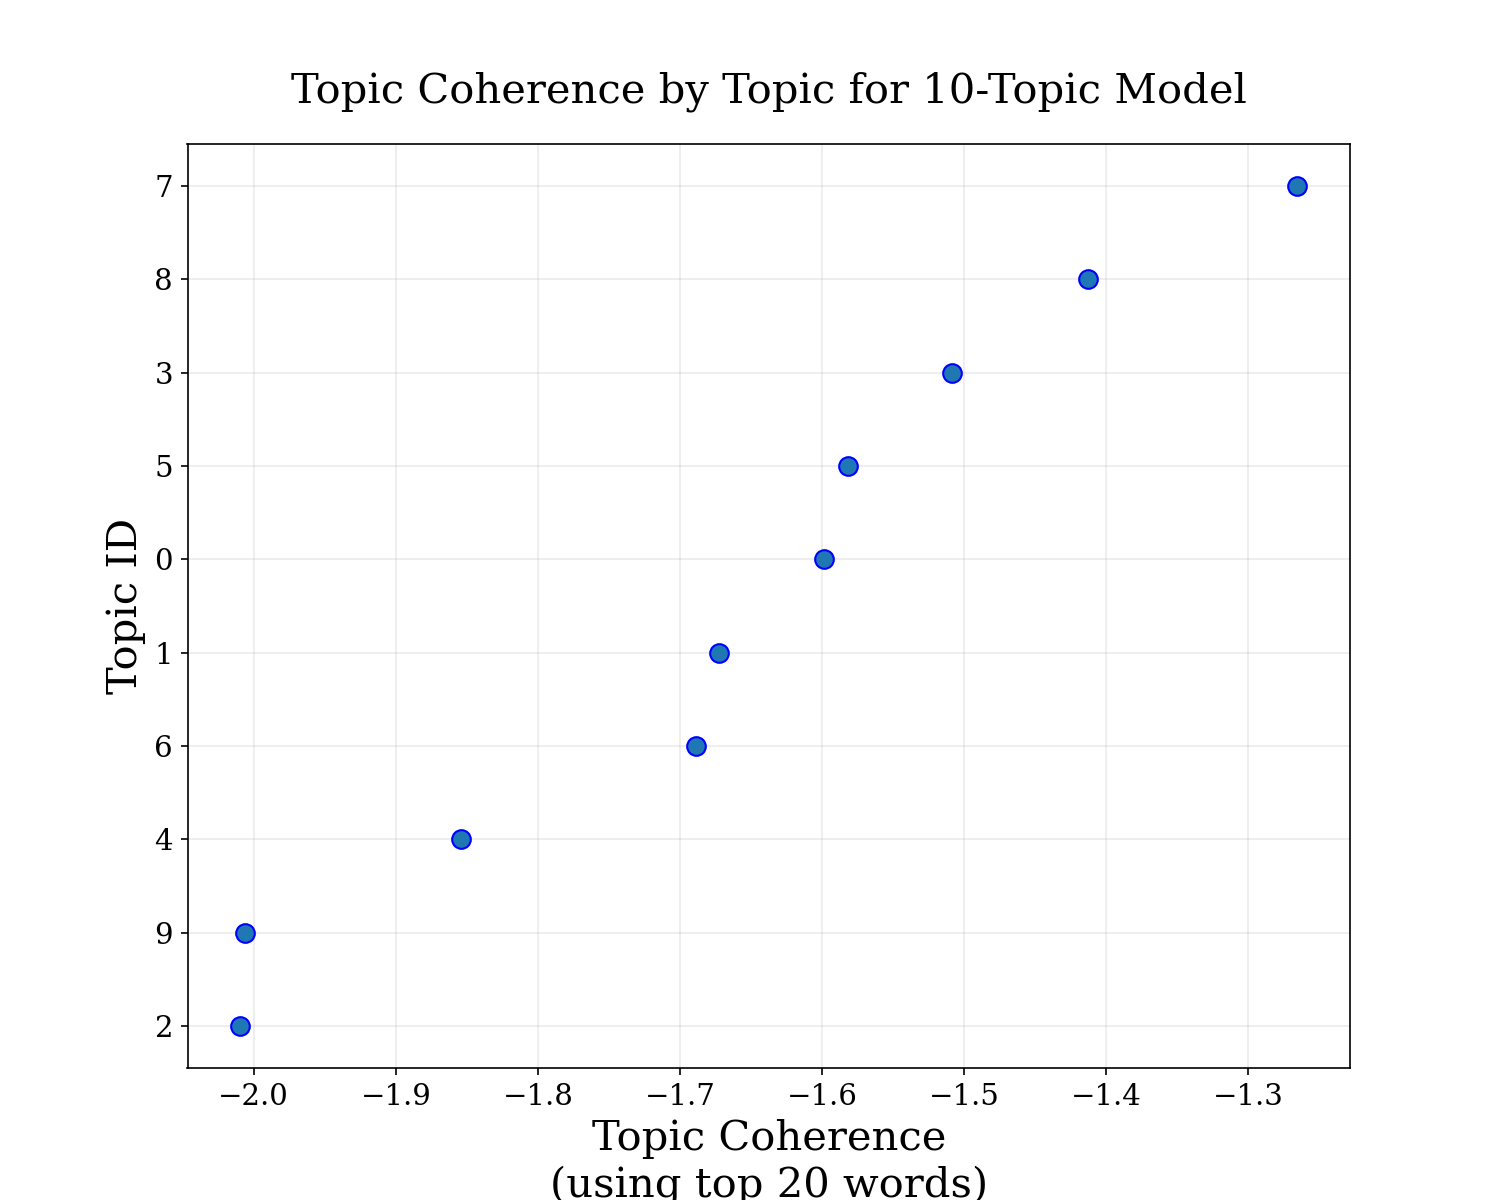 Topic Coherence by Topic for 10-Topic Model
7
8
3
5
0
1
6
4
9
2
Topic ID
−2.0 −1.9 −1.8 −1.7 −1.6 −1.5 −1.4 −1.3
Topic Coherence
(using top 20 words)